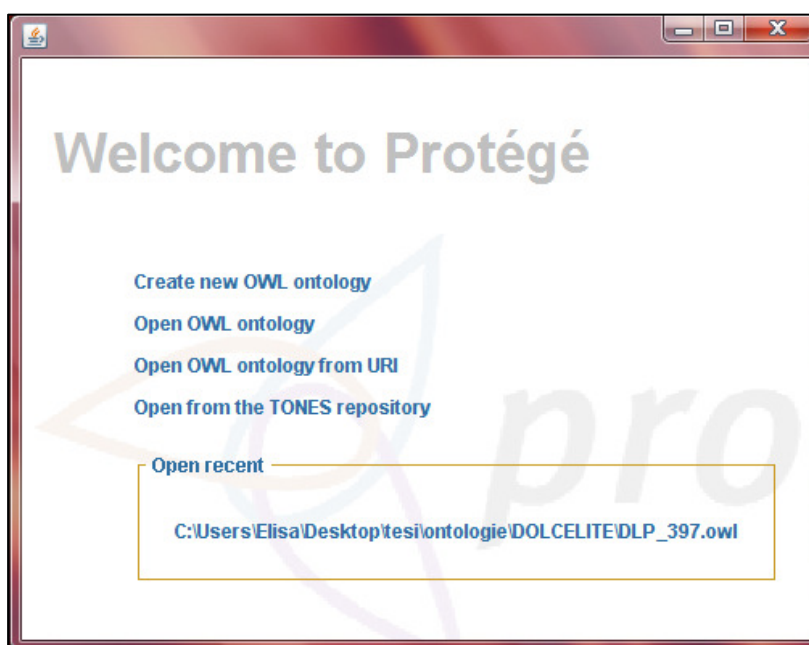 Welcome to Protégé
Create new OWL ontology
Open OWL ontology
Open OWL ontology from URI
Open from the TONES repository
pro
Open recent
C:\Users\Elisa\Desktop\tesi\ontologie\DOLCELITE\DLP_397.owl